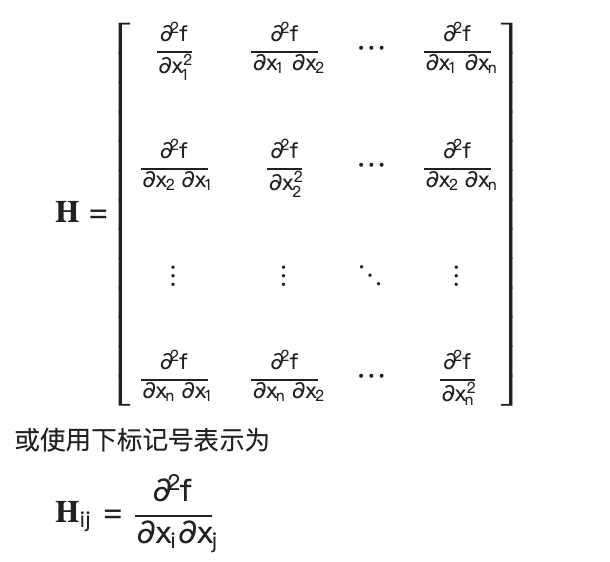 H = [ ∂²f/∂x₁² ∂²f/∂x₁ ∂x₂ ⋯ ∂²f/∂x₁ ∂xₙ
∂²f/∂x₂ ∂x₁ ∂²f/∂x₂² ⋯ ∂²f/∂x₂ ∂xₙ
⋮ ⋮ ⋱ ⋮
∂²f/∂xₙ ∂x₁ ∂²f/∂xₙ ∂x₂ ⋯ ∂²f/∂xₙ² ]
或使用下标记号表示为
Hᵢⱼ = ∂²f/∂xᵢ∂xⱼ